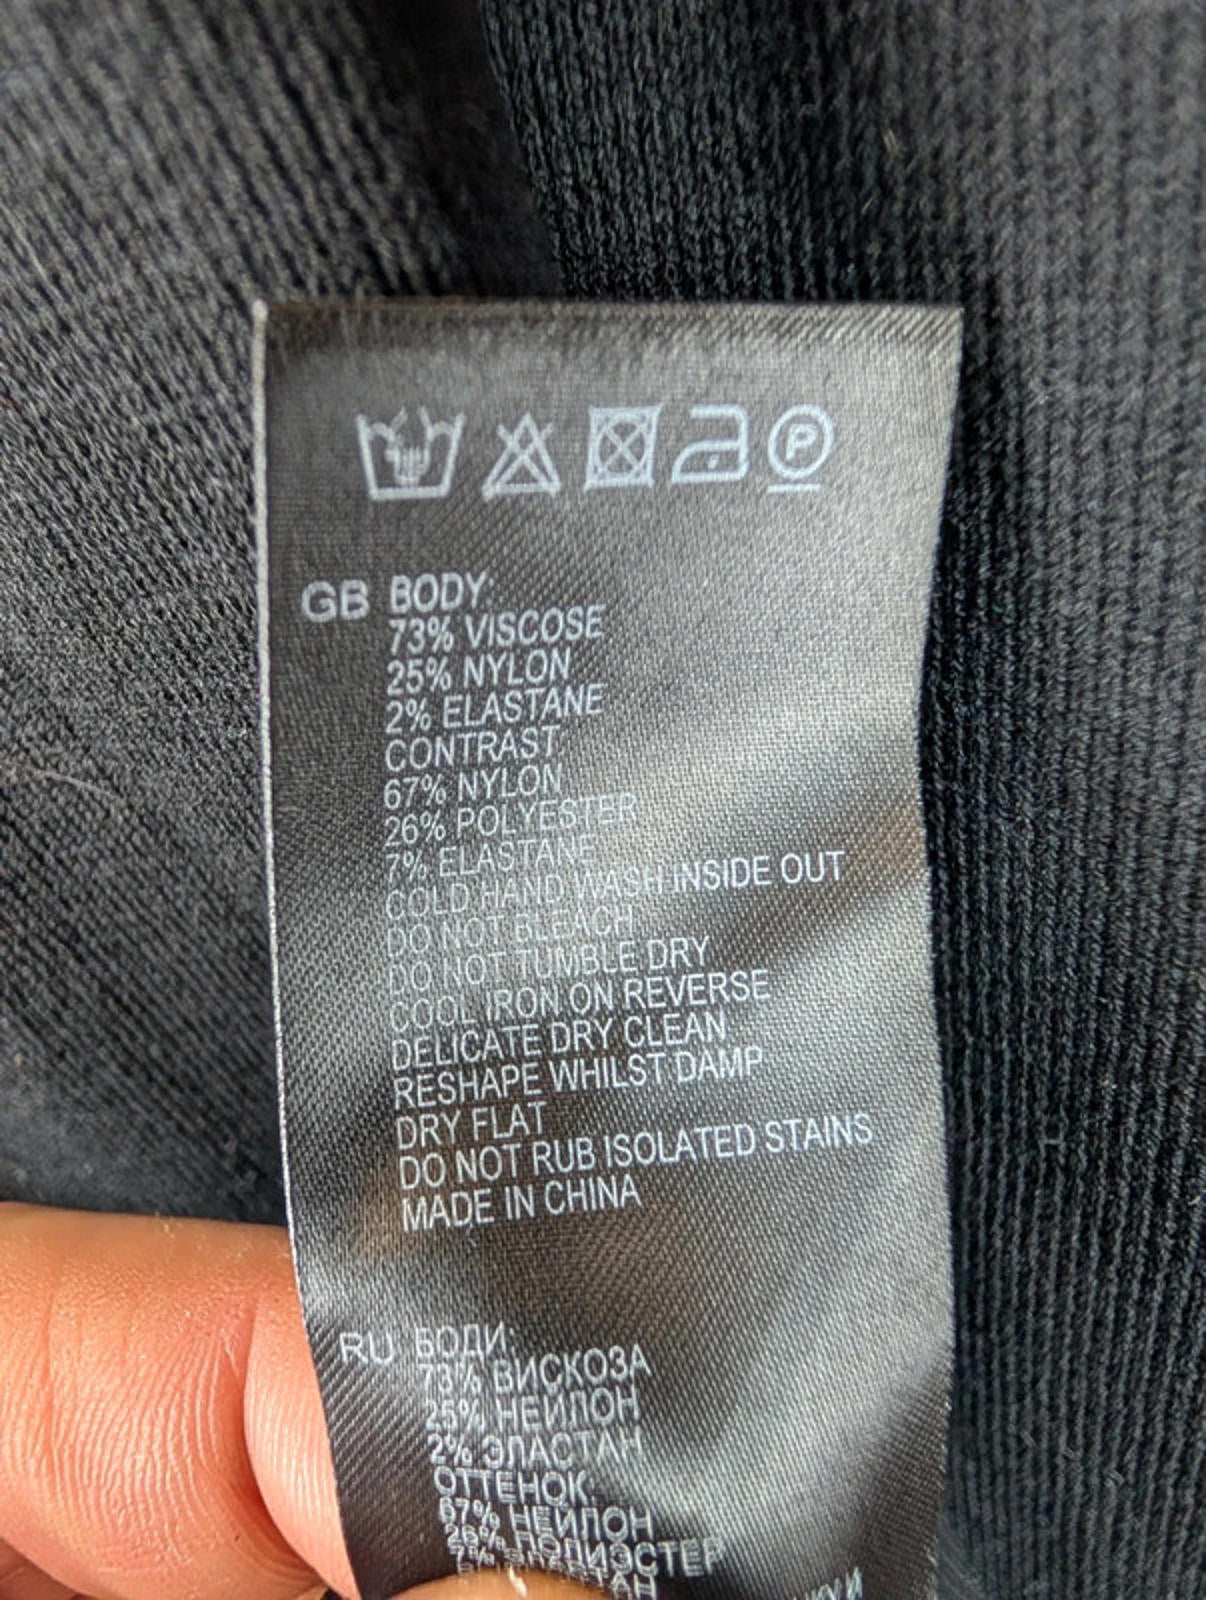 P
GB BODY:
73% VISCOSE
25% NYLON
2% ELASTANE
CONTRAST:
67% NYLON
26% POLYESTER
7% ELASTANE
COLD HAND WASH INSIDE OUT
DO NOT BLEACH
DO NOT TUMBLE DRY
COOL IRON ON REVERSE
DELICATE DRY CLEAN
RESHAPE WHILST DAMP
DRY FLAT
DO NOT RUB ISOLATED STAINS
MADE IN CHINA
RU БОДИ:
73% ВИСКОЗА
25% НЕЙЛОН
2% ЭЛАСТАН
ОТТЕНОК:
67% НЕЙЛОН
26% ПОЛИЭСТЕР
7% ЭЛАСТАН